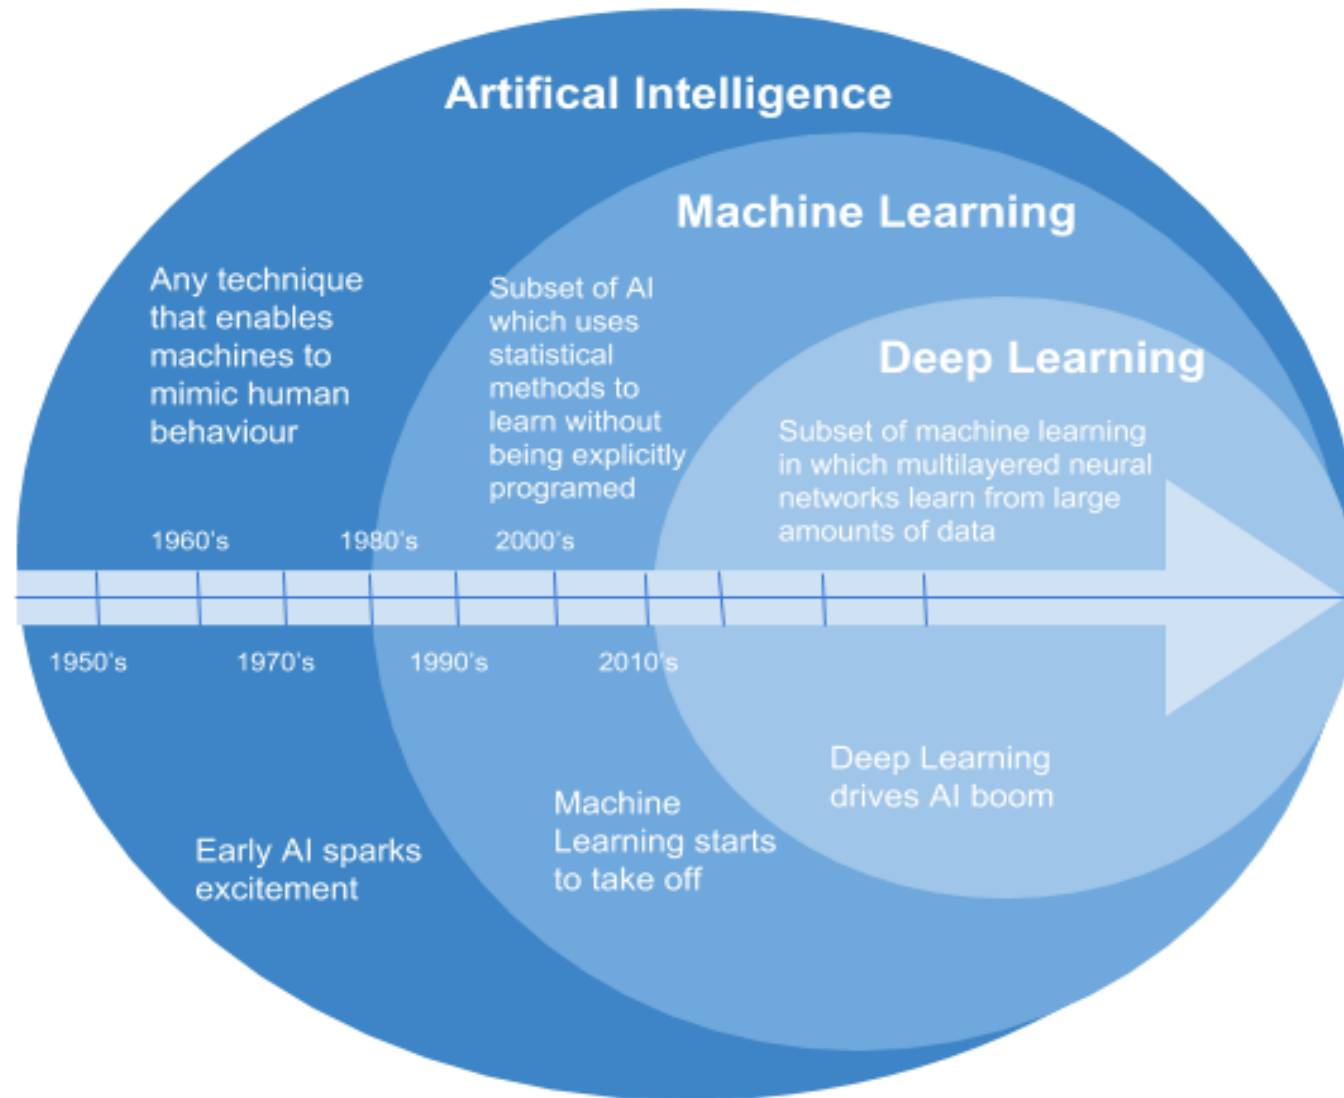 Artifical Intelligence
Machine Learning
Any technique
that enables
machines to
mimic human
behaviour
Subset of AI
which uses
statistical
methods to
learn without
being explicitly
programed
Deep Learning
Subset of machine learning
in which multilayered neural
networks learn from large
amounts of data
1960's 1980's 2000's
1950's 1970's 1990's 2010's
Early AI sparks
excitement
Machine
Learning starts
to take off
Deep Learning
drives AI boom